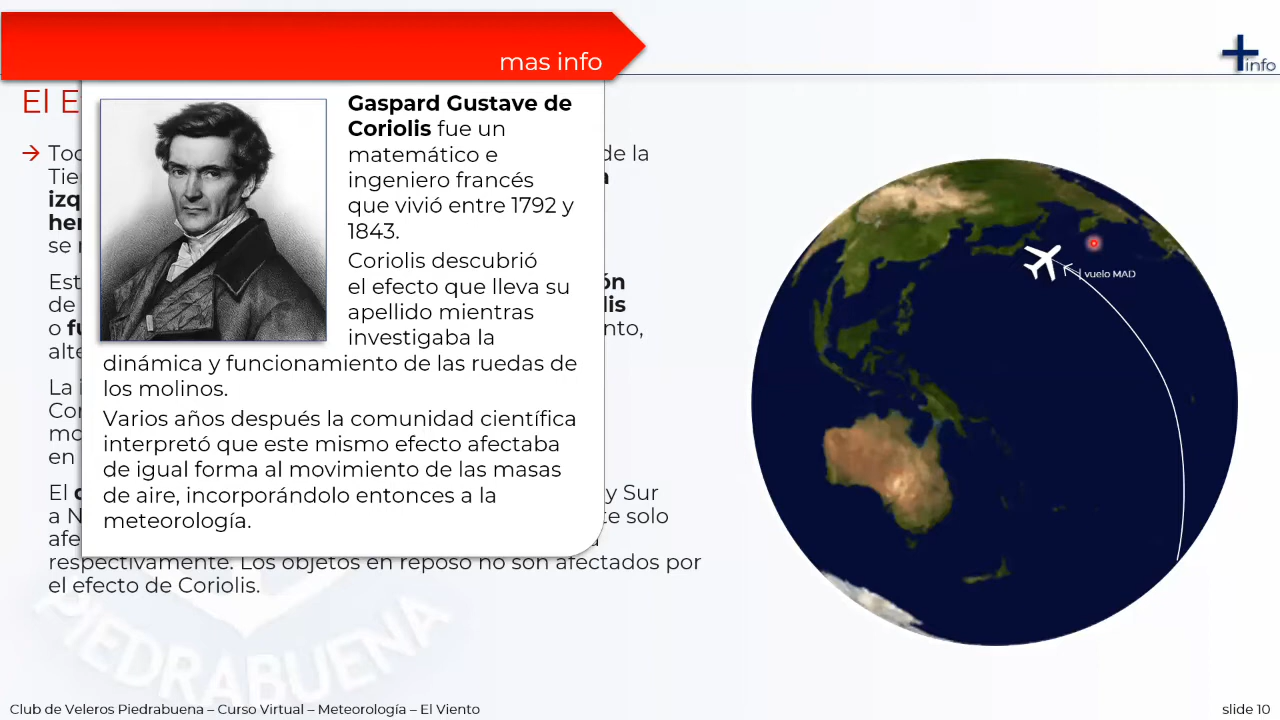 mas info
+info
El E
Gaspard Gustave de
Coriolis fue un
matemático e
ingeniero francés
que vivió entre 1792 y
1843.
Coriolis descubrió
el efecto que lleva su
apellido mientras
investigaba la
dinámica y funcionamiento de las ruedas de
los molinos.
Varios años después la comunidad científica
interpretó que este mismo efecto afectaba
de igual forma al movimiento de las masas
de aire, incorporándolo entonces a la
meteorología.
de la
y Sur
respectivamente. Los objetos en reposo no son afectados por
el efecto de Coriolis.
vuelo MAD
PIEDRABUENA
Club de Veleros Piedrabuena – Curso Virtual – Meteorología – El Viento
slide 10